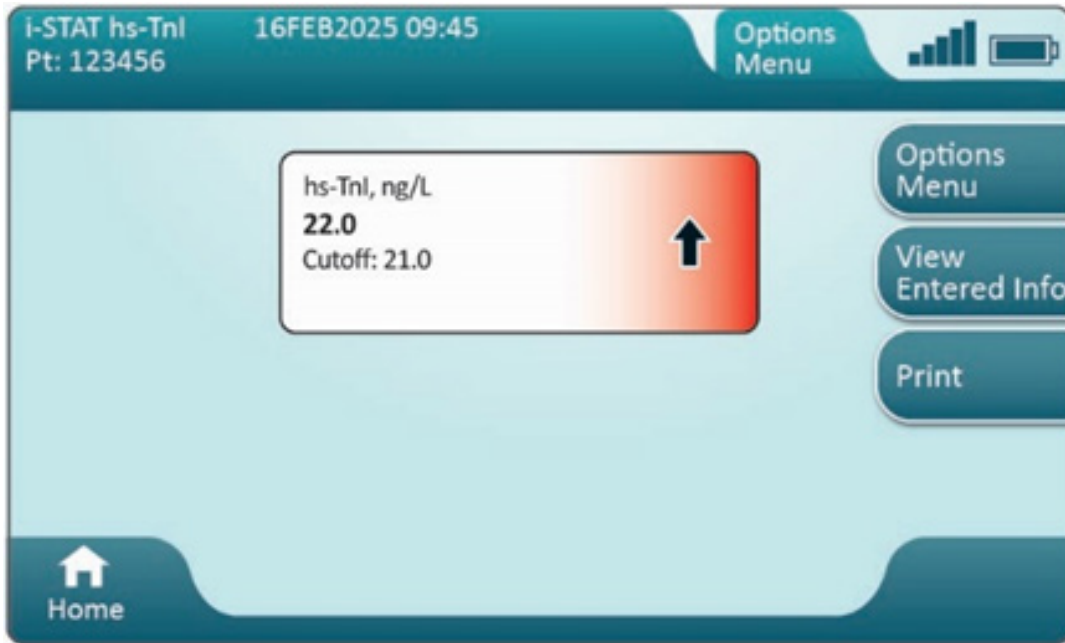 i-STAT hs-TnI 16FEB2025 09:45
Pt: 123456
Options
Menu
hs-TnI, ng/L
22.0
Cutoff: 21.0
Options
Menu
View
Entered Info
Print
Home